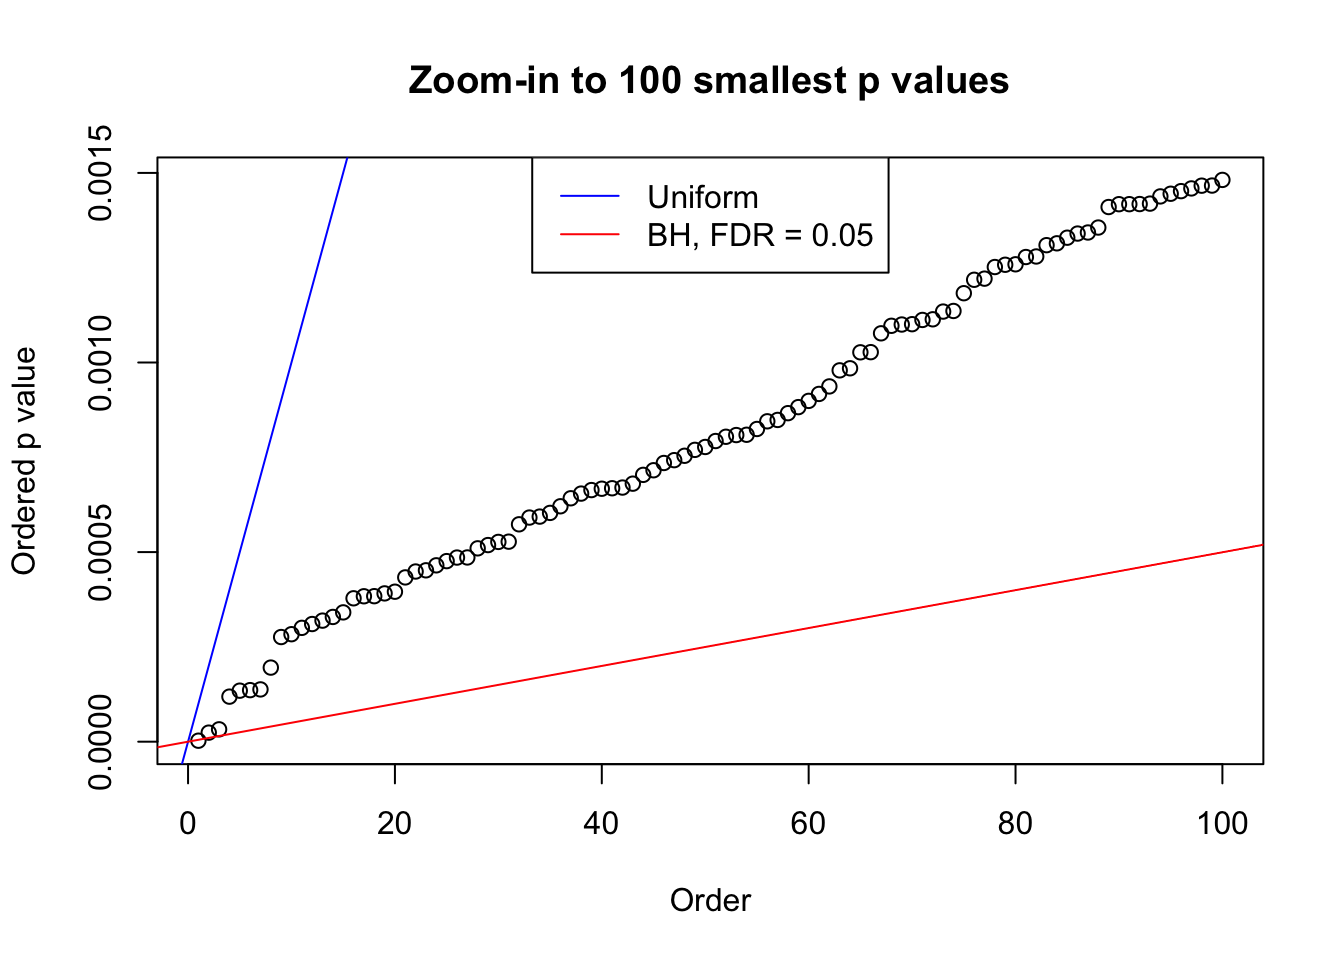 Zoom-in to 100 smallest p values
Uniform
BH, FDR = 0.05
Ordered p value
0.0015
0.0010
0.0005
0.0000
0 20 40 60 80 100
Order